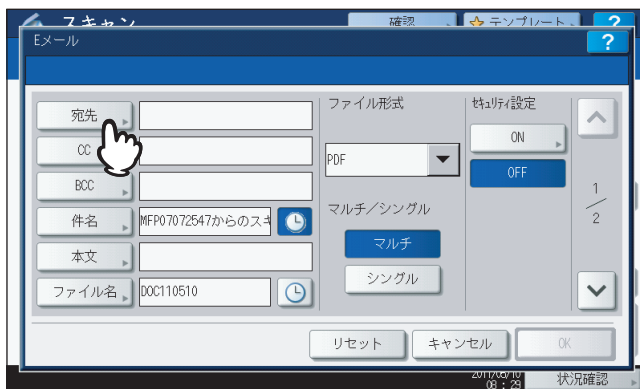 スキャン
確認
テンプレート
?
Eメール
?
宛先
CC
BCC
件名
MFP07072547からのスキ
本文
ファイル名
DOC110510
ファイル形式
PDF
マルチ/シングル
マルチ
シングル
セキュリティ設定
ON
OFF
1
2
リセット
キャンセル
OK
2011/05/10
08:29
状況確認